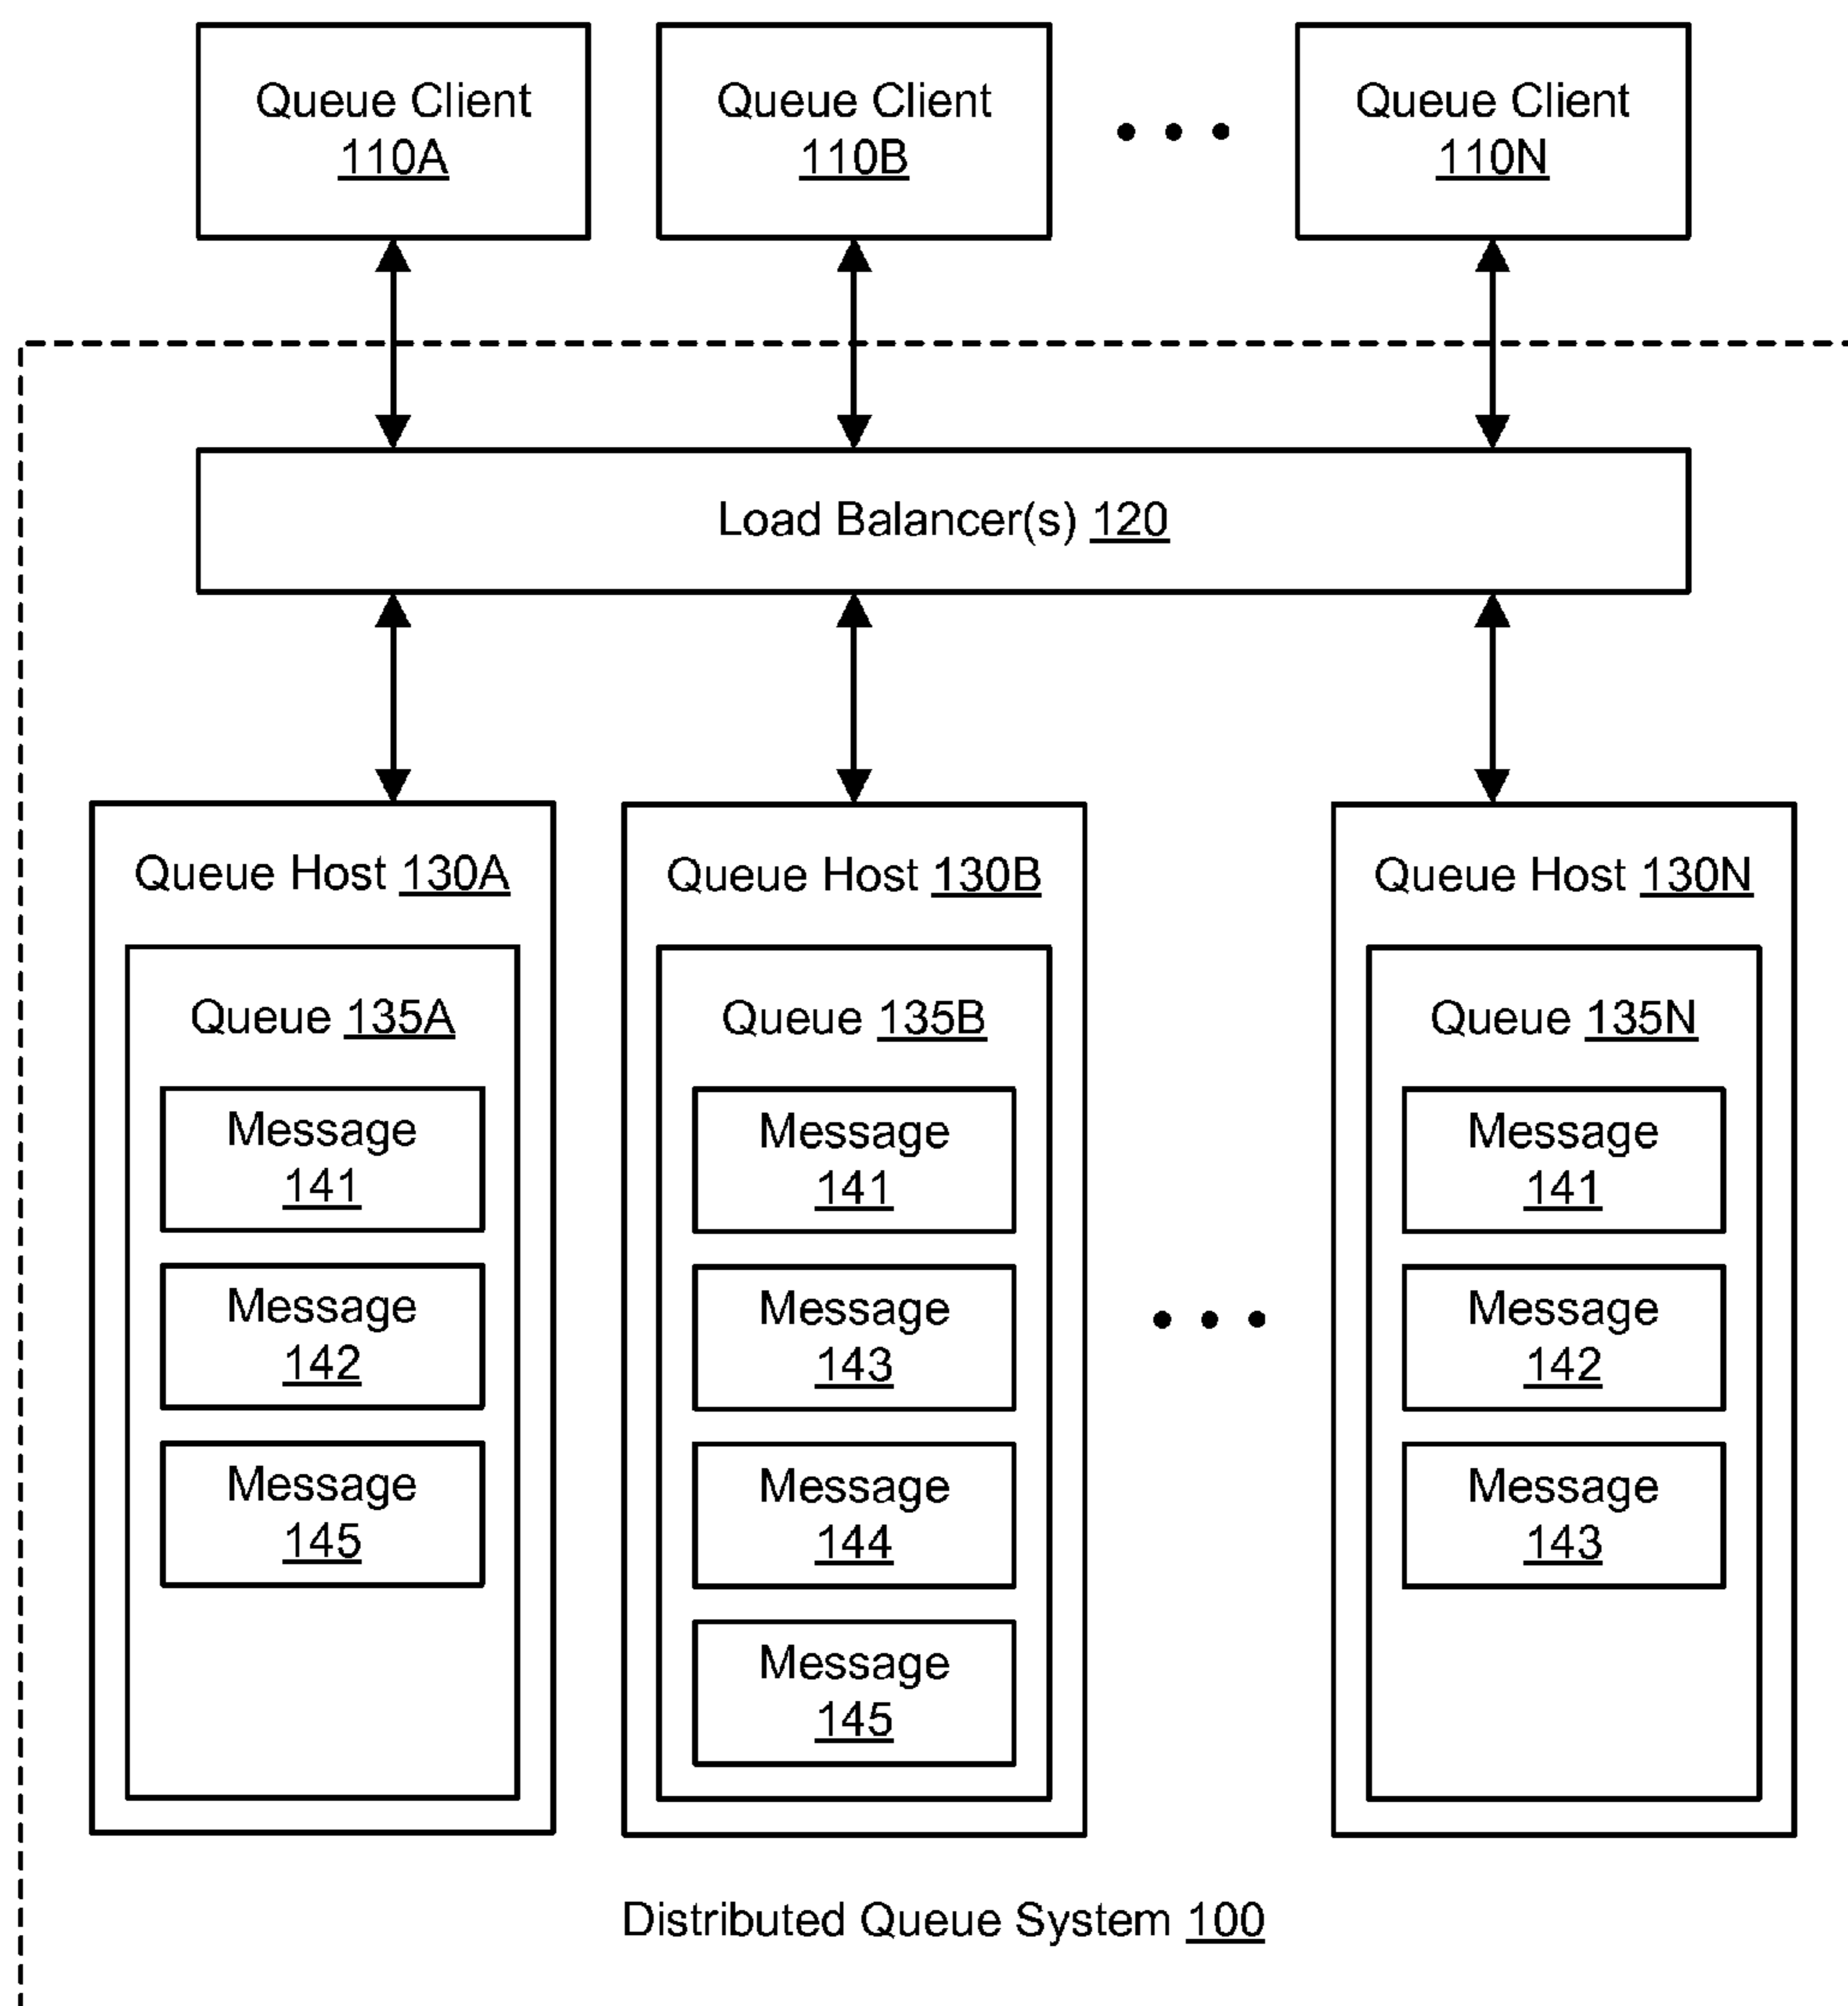 Queue Client
110A
Queue Client
110B
Queue Client
110N
Load Balancer(s) 120
Queue Host 130A
Queue 135A
Message
141
Message
142
Message
145
Queue Host 130B
Queue 135B
Message
141
Message
143
Message
144
Message
145
Queue Host 130N
Queue 135N
Message
141
Message
142
Message
143
Distributed Queue System 100